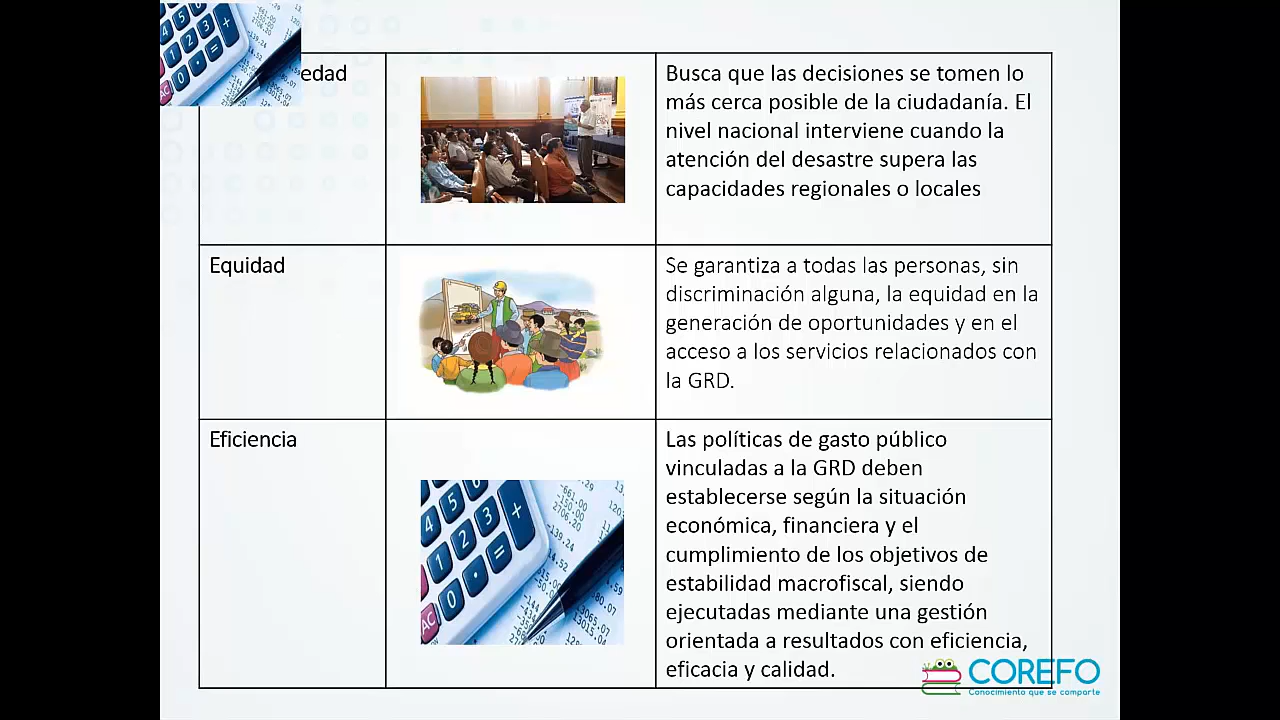 edad
Busca que las decisiones se tomen lo
más cerca posible de la ciudadanía. El
nivel nacional interviene cuando la
atención del desastre supera las
capacidades regionales o locales
Equidad
Se garantiza a todas las personas, sin
discriminación alguna, la equidad en la
generación de oportunidades y en el
acceso a los servicios relacionados con
la GRD.
Eficiencia
Las políticas de gasto público
vinculadas a la GRD deben
establecerse según la situación
económica, financiera y el
cumplimiento de los objetivos de
estabilidad macrofiscal, siendo
ejecutadas mediante una gestión
orientada a resultados con eficiencia,
eficacia y calidad.
COREFO
Conocimiento que se comparte